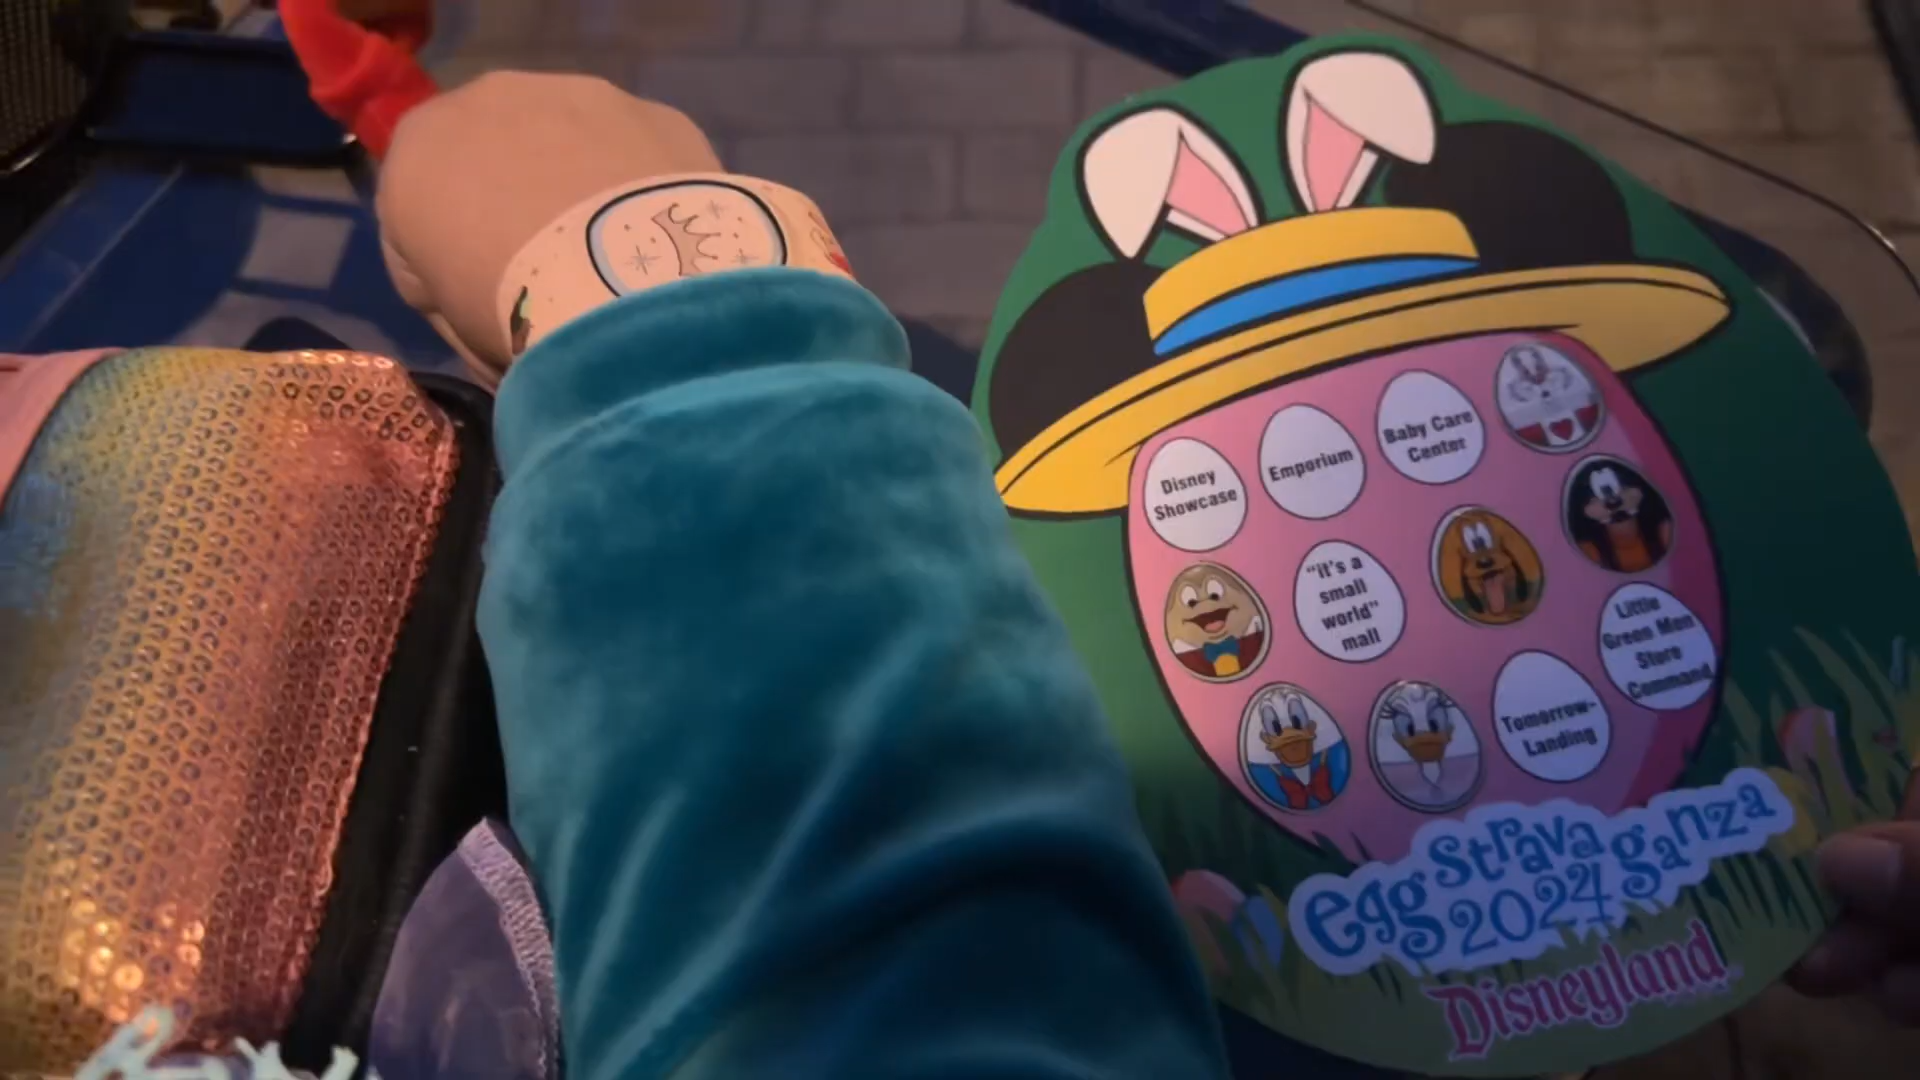 Disney
Showcase
Emporium
Baby Care
Center
"it's a
small
world"
mall
Little
Green Men
Store
Command
Tomorrow-
Landing
eggstravaganza
2024
Disneyland